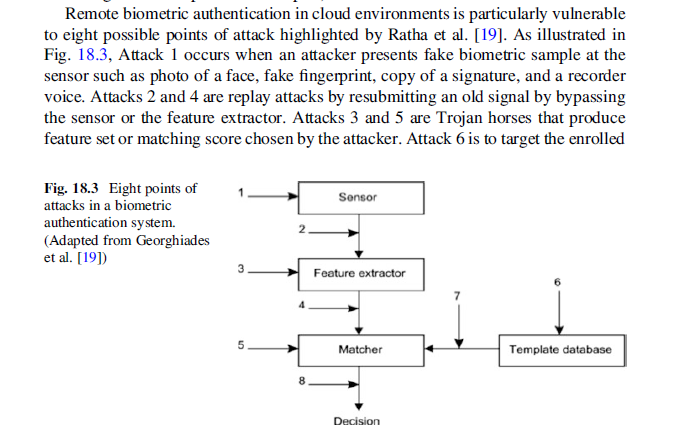 Remote biometric authentication in cloud environments is particularly vulnerable
to eight possible points of attack highlighted by Ratha et al. [19]. As illustrated in
Fig. 18.3, Attack 1 occurs when an attacker presents fake biometric sample at the
sensor such as photo of a face, fake fingerprint, copy of a signature, and a recorder
voice. Attacks 2 and 4 are replay attacks by resubmitting an old signal by bypassing
the sensor or the feature extractor. Attacks 3 and 5 are Trojan horses that produce
feature set or matching score chosen by the attacker. Attack 6 is to target the enrolled
Fig. 18.3 Eight points of
attacks in a biometric
authentication system.
(Adapted from Georghiades
et al. [19])
1
Sensor
2
3
Feature extractor
4
7
6
5
Matcher
Template database
8
Decision